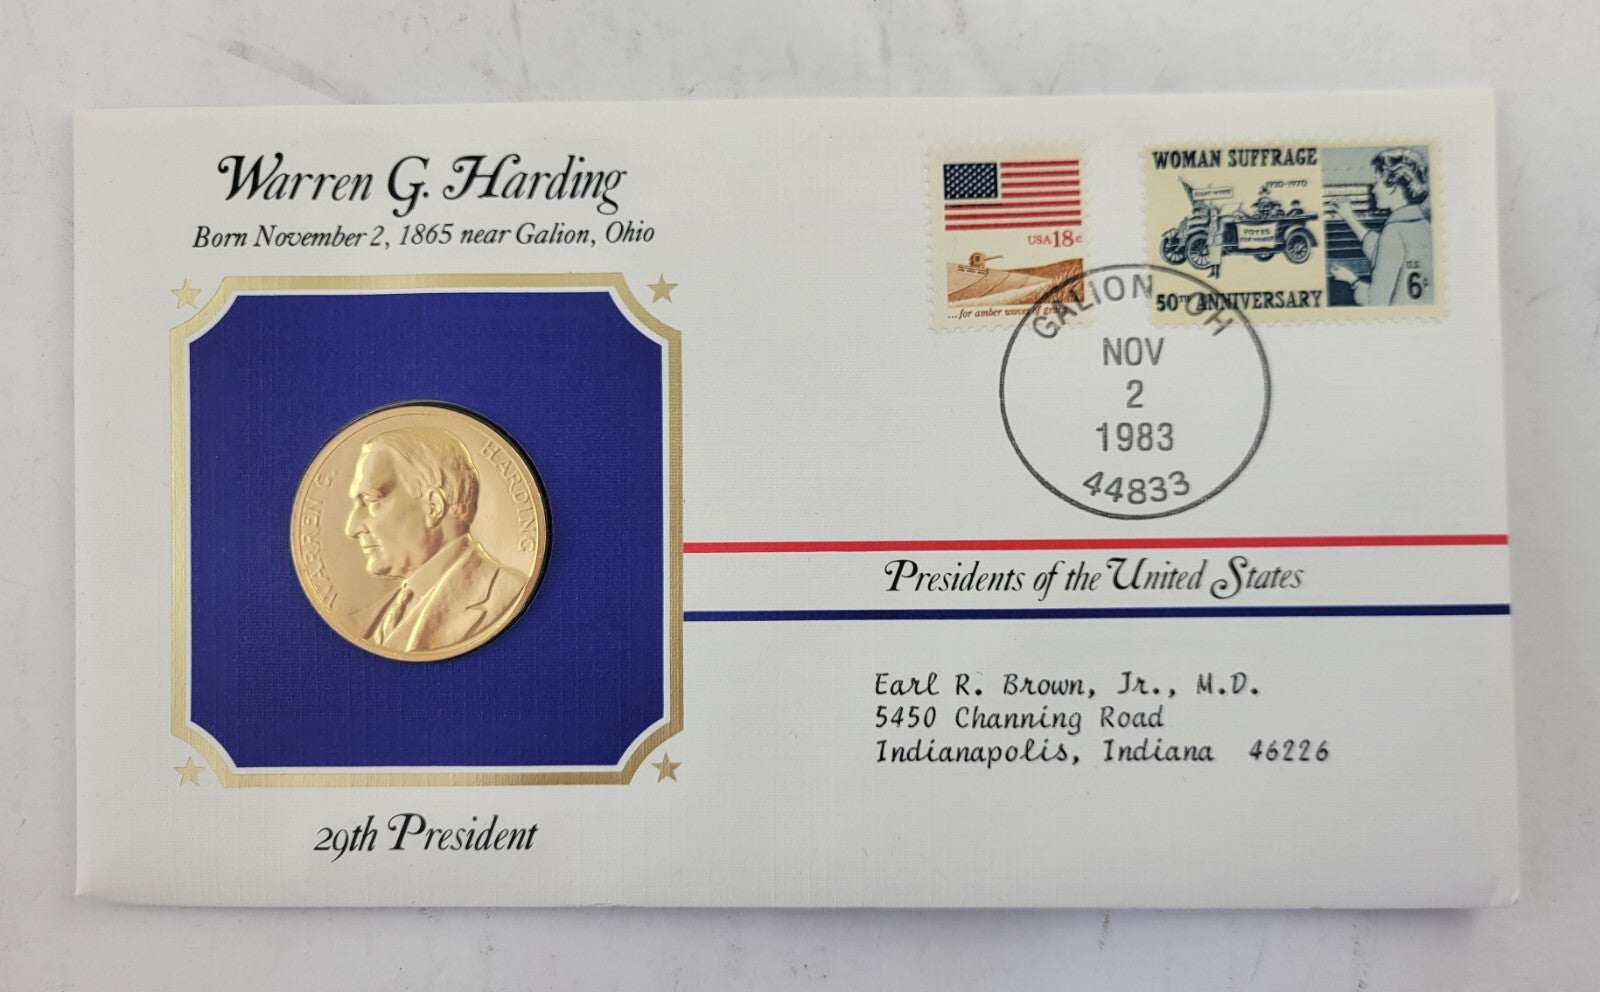 Warren G. Harding
Born November 2, 1865 near Galion, Ohio
WARREN G. HARDING
29th President
USA 18c
...for amber waves of grain
WOMAN SUFFRAGE
1920-1970
VOTES
FOR WOMEN
U.S.
6¢
50TH ANNIVERSARY
GALION OH
NOV
2
1983
44833
Presidents of the United States
Earl R. Brown, Jr., M.D.
5450 Channing Road
Indianapolis, Indiana 46226